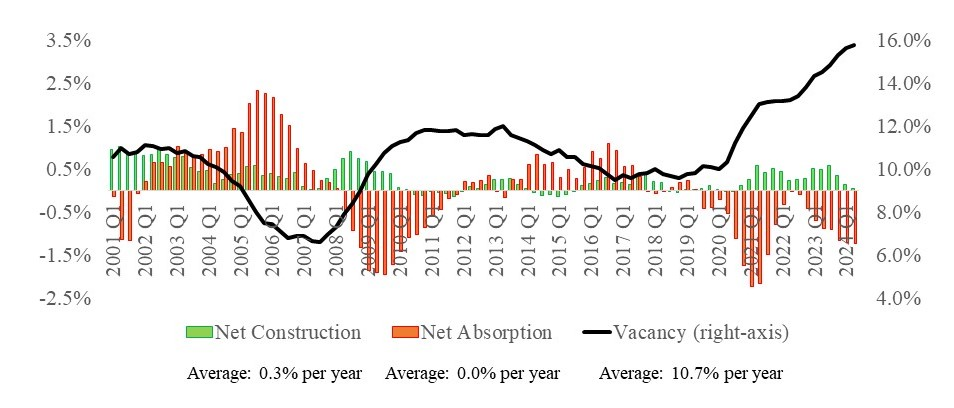 3.5%
2.5%
1.5%
0.5%
-0.5%
-1.5%
-2.5%
16.0%
14.0%
12.0%
10.0%
8.0%
6.0%
4.0%
2001 Q1
2002 Q1
2003 Q1
2004 Q1
2005 Q1
2006 Q1
2007 Q1
2008 Q1
2009 Q1
2010 Q1
2011 Q1
2012 Q1
2013 Q1
2014 Q1
2015 Q1
2016 Q1
2017 Q1
2018 Q1
2019 Q1
2020 Q1
2021 Q1
2022 Q1
2023 Q1
2024 Q1
Net Construction Net Absorption Vacancy (right-axis)
Average: 0.3% per year Average: 0.0% per year Average: 10.7% per year